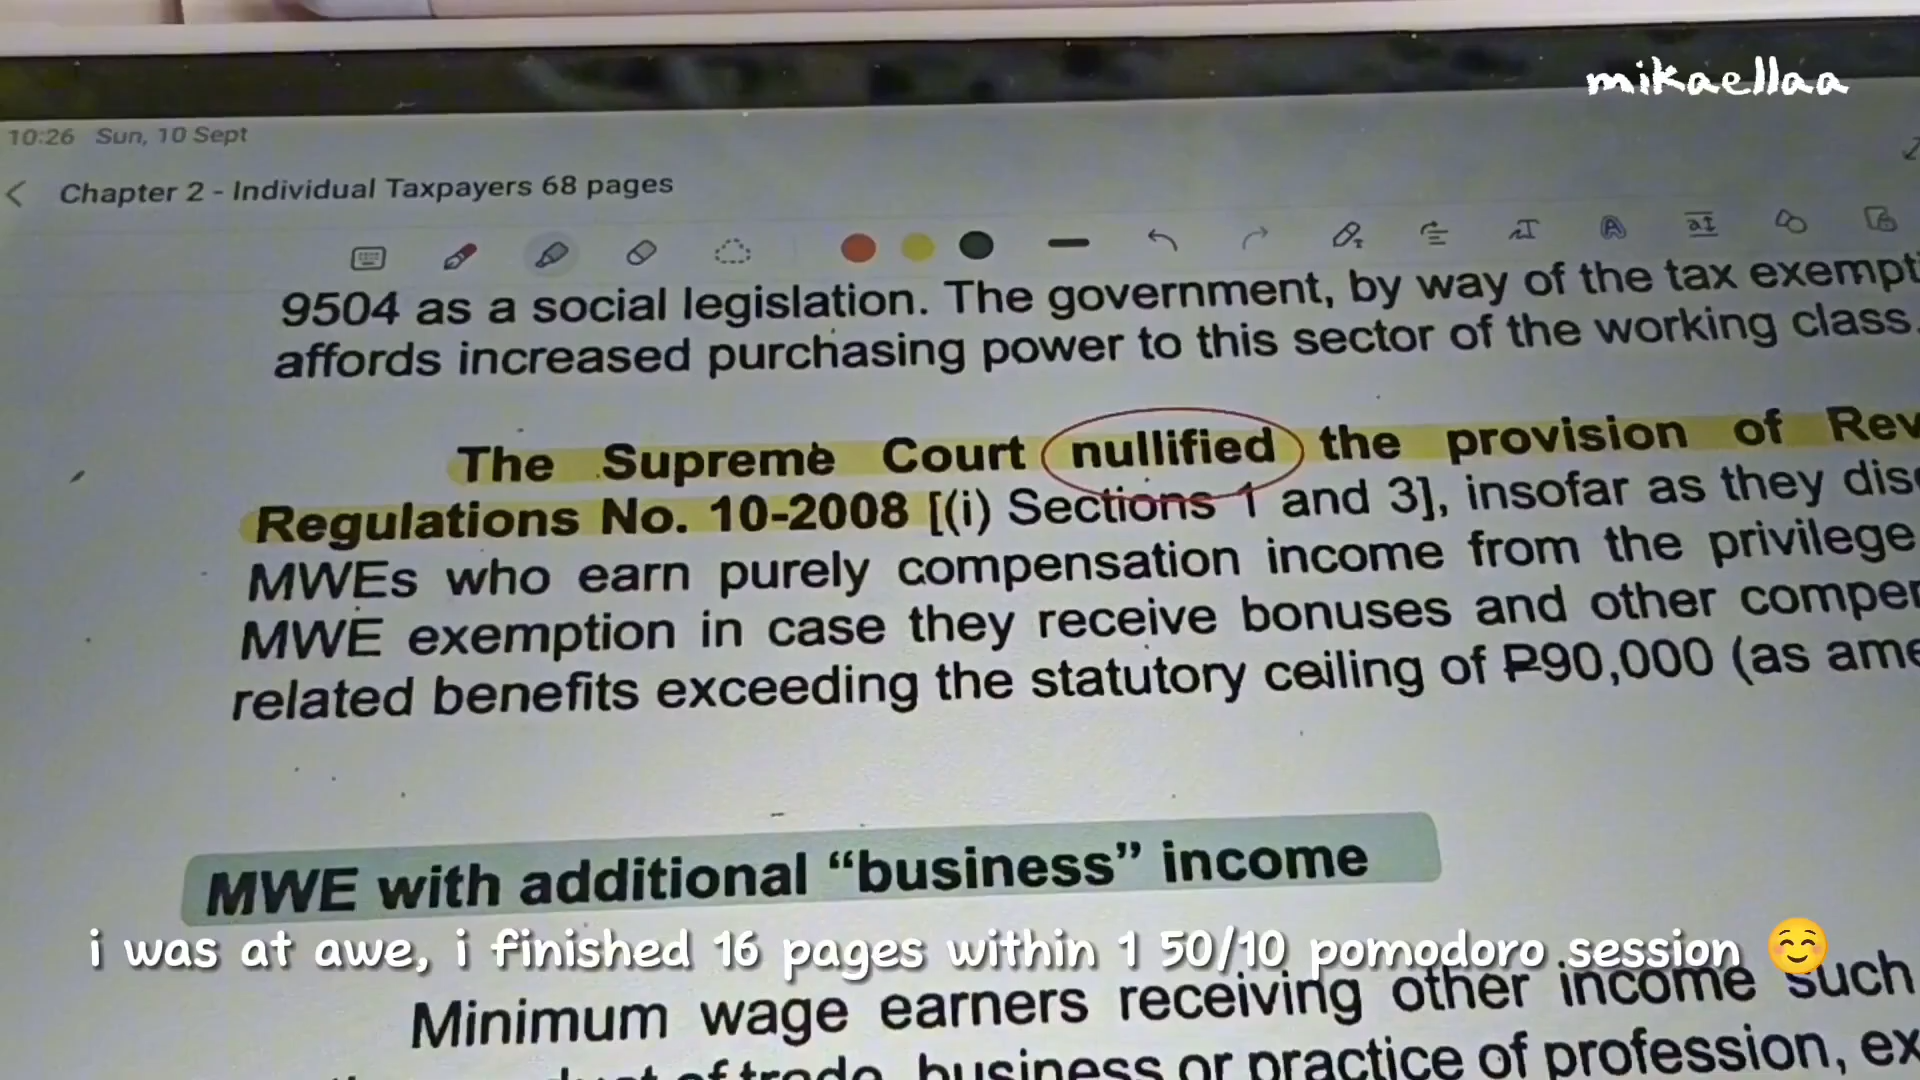 mikaellaa
10:26 Sun, 10 Sept
Chapter 2 - Individual Taxpayers 68 pages
9504 as a social legislation. The government, by way of the tax exempt
affords increased purchasing power to this sector of the working class.
The Supreme Court nullified the provision of Rev
Regulations No. 10-2008 [(i) Sections 1 and 3], insofar as they dis
MWEs who earn purely compensation income from the privilege
MWE exemption in case they receive bonuses and other compen
related benefits exceeding the statutory ceiling of ₱90,000 (as ame
MWE with additional “business” income
i was at awe, i finished 16 pages within 1 50/10 pomodoro session ☺️
Minimum wage earners receiving other income such
of trade, business or practice of profession, ex